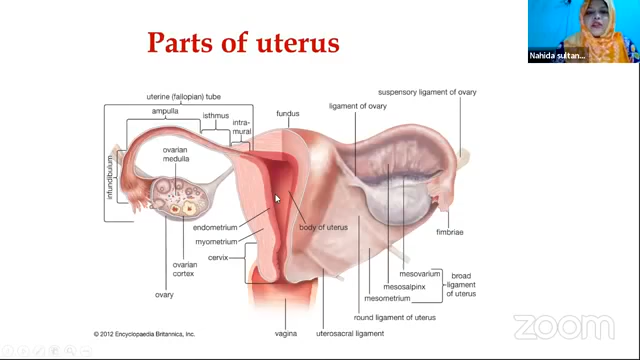 Parts of uterus
Nahida sultan...
uterine (fallopian) tube
suspensory ligament of ovary
ampulla
isthmus
fundus
ligament of ovary
intra-
mural
infundibulum
ovarian
medulla
endometrium
body of uterus
myometrium
fimbriae
cervix
ovarian
cortex
mesovarium
mesosalpinx
mesometrium
broad
ligament
of uterus
ovary
round ligament of uterus
© 2012 Encyclopaedia Britannica, Inc.
vagina
uterosacral ligament
zoom